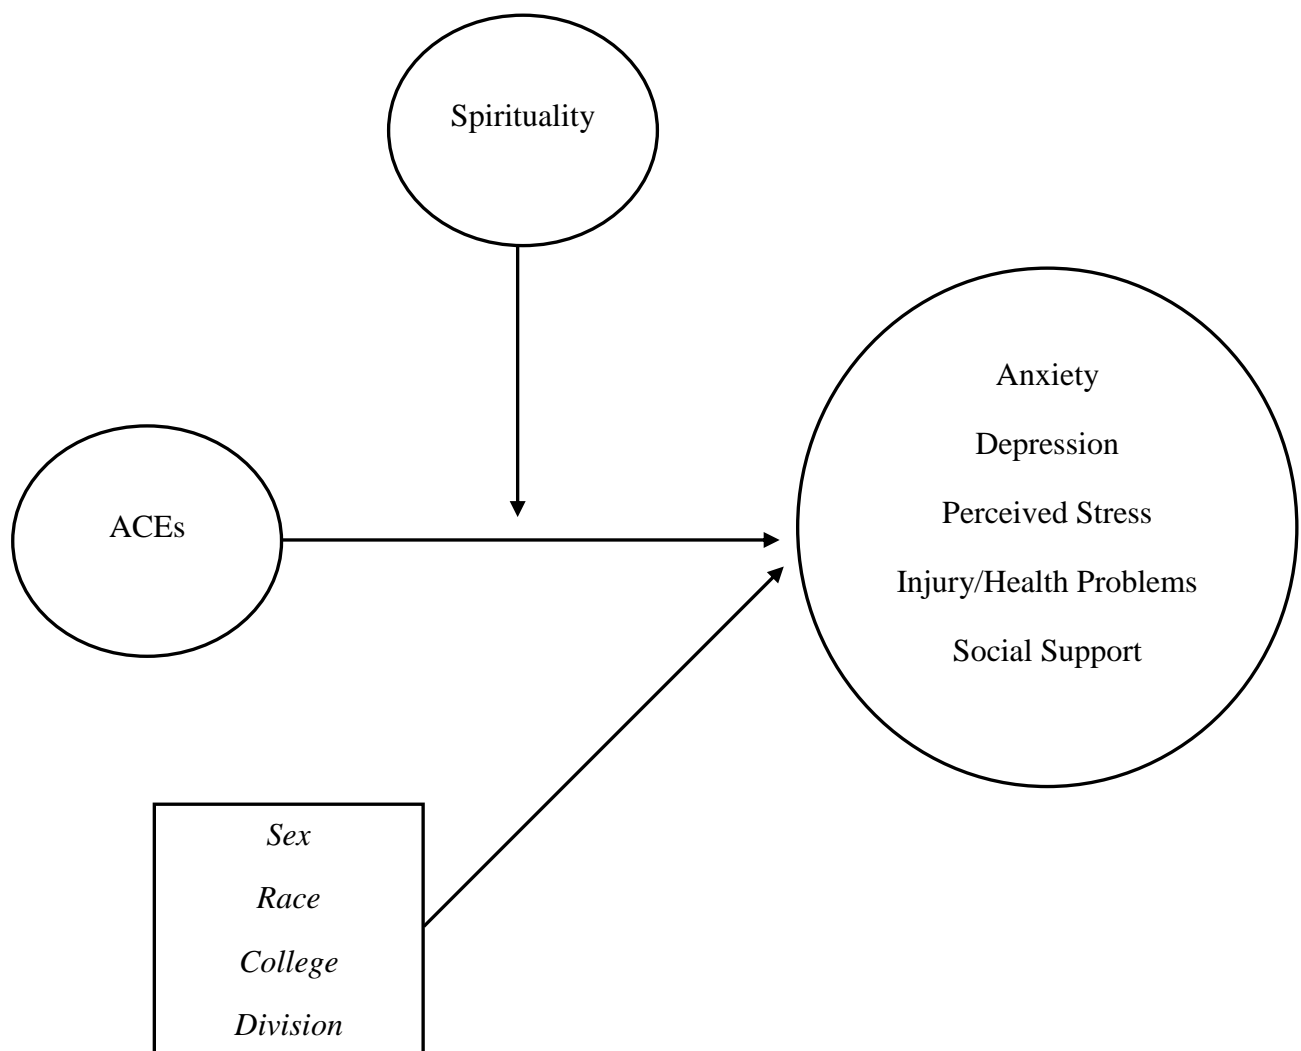 Spirituality
ACEs
Anxiety
Depression
Perceived Stress
Injury/Health Problems
Social Support
Sex
Race
College
Division